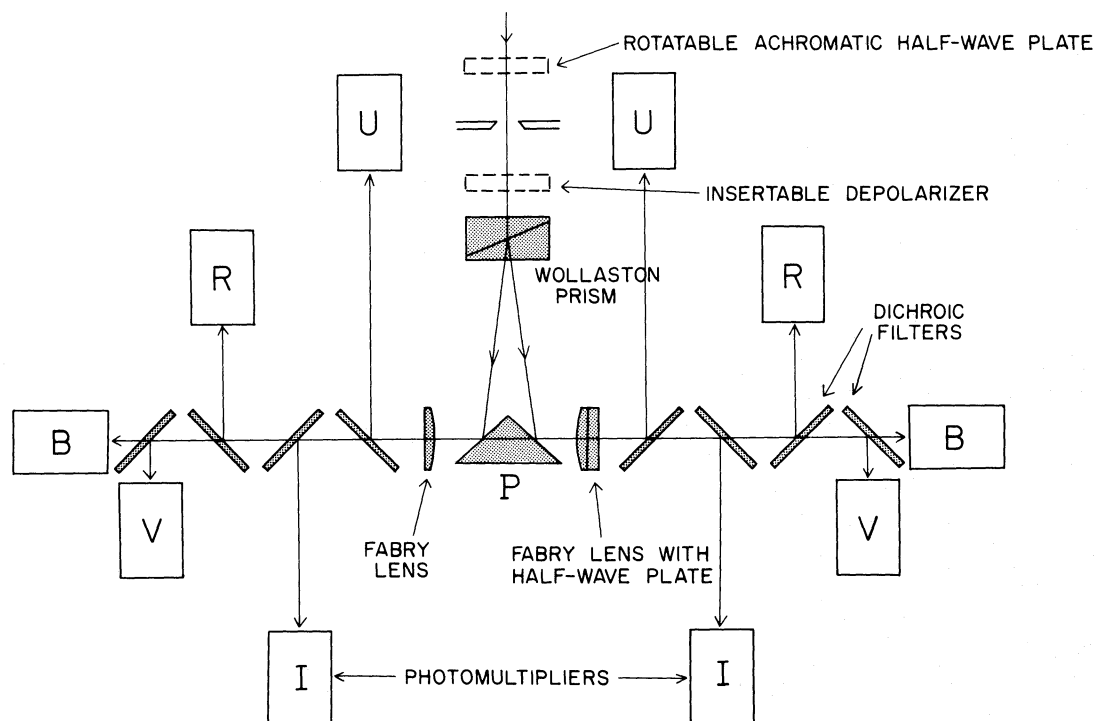 ROTATABLE ACHROMATIC HALF-WAVE PLATE
U
U
INSERTABLE DEPOLARIZER
R
WOLLASTON
PRISM
R
DICHROIC
FILTERS
B
B
P
V
V
FABRY
LENS
FABRY LENS WITH
HALF-WAVE PLATE
I
PHOTOMULTIPLIERS
I